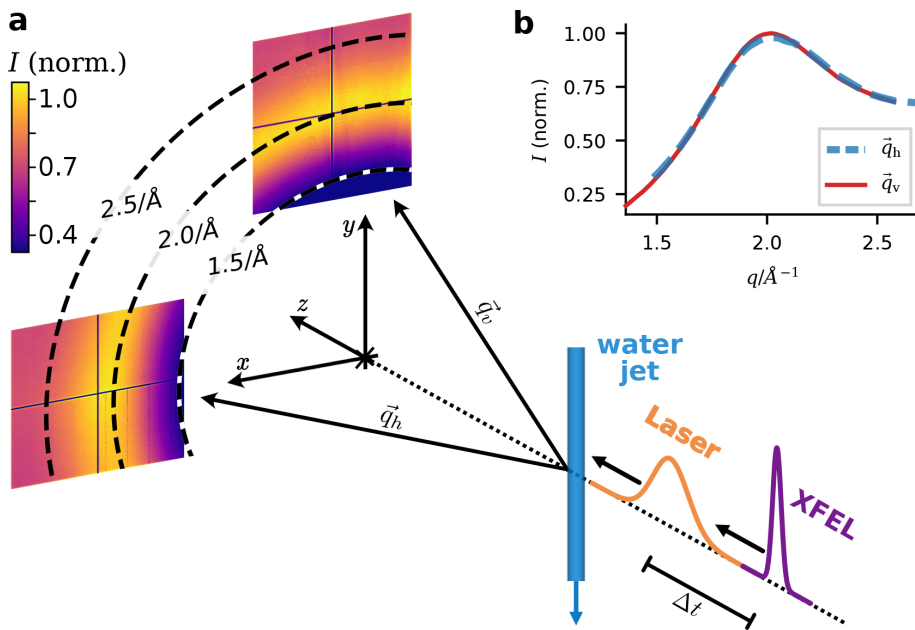 a
I (norm.)
1.0
0.7
0.4
2.5/Å
2.0/Å
1.5/Å
y
z
x
q⃗ᵥ
q⃗ₕ
b
I (norm.)
1.00
0.75
0.50
0.25
q⃗ₕ
q⃗ᵥ
1.5
2.0
2.5
q/Å⁻¹
water
jet
Laser
XFEL
Δt